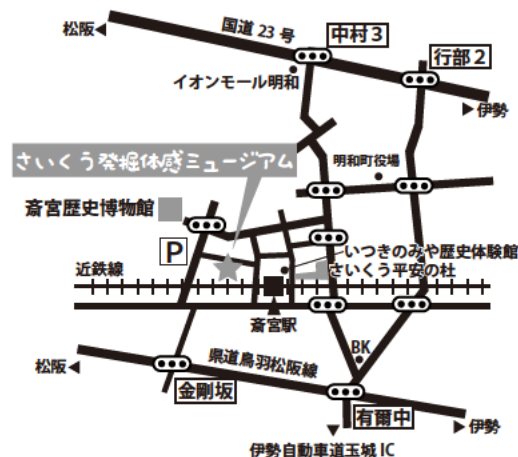 国道23号
中村3
松阪
行部2
イオンモール明和
伊勢
さいくう発掘体感ミュージアム
明和町役場
斎宮歴史博物館
P
いつきのみや歴史体験館
近鉄線
さいくう平安の杜
斎宮駅
BK
県道鳥羽松阪線
松阪
金剛坂
有爾中
伊勢
伊勢自動車道玉城IC